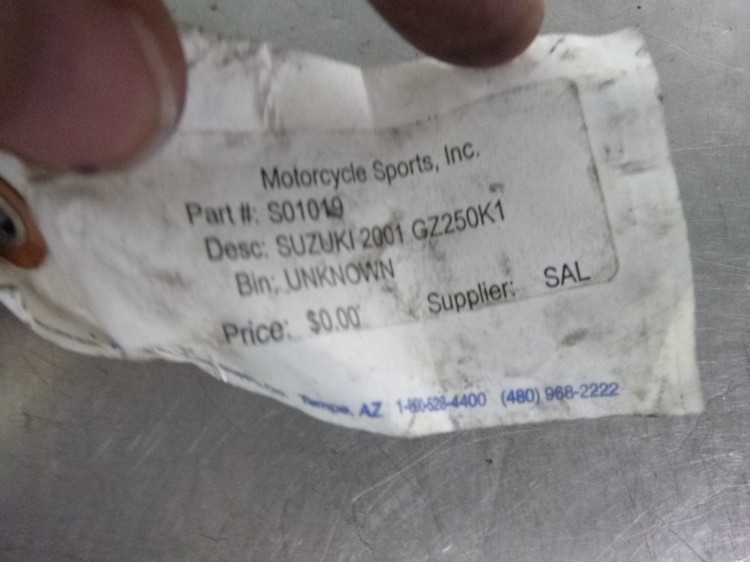 Motorcycle Sports, Inc.
Part #: S01019
Desc: SUZUKI 2001 GZ250K1
Bin: UNKNOWN
Price: $0.00 Supplier: SAL
Tempe, AZ 1-800-528-4400 (480) 968-2222